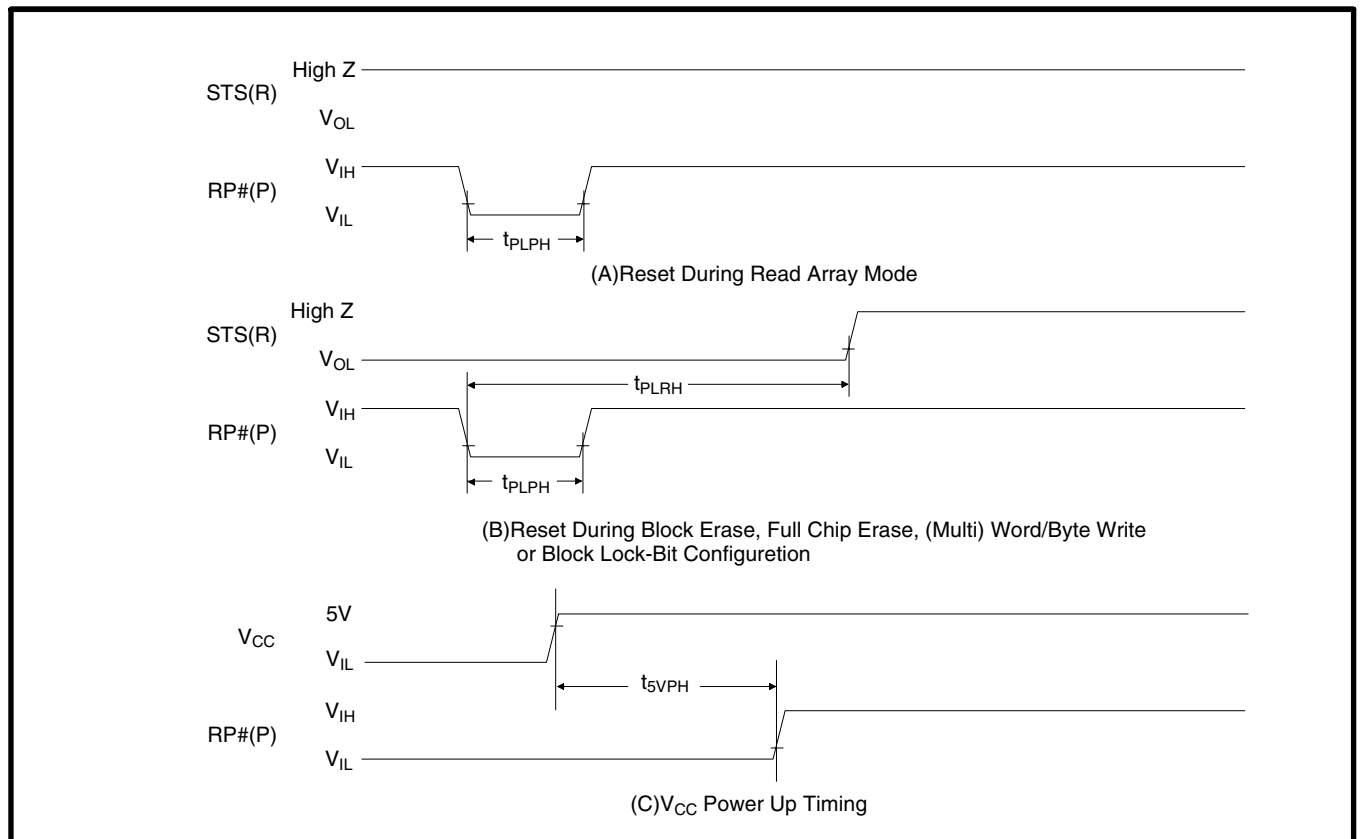 High Z
STS(R)
VOL
VIH
RP#(P)
VIL
tPLPH
(A)Reset During Read Array Mode
High Z
STS(R)
VOL
tPLRH
VIH
RP#(P)
VIL
tPLPH
(B)Reset During Block Erase, Full Chip Erase, (Multi) Word/Byte Write
or Block Lock-Bit Configuretion
5V
VCC
VIL
t5VPH
VIH
RP#(P)
VIL
(C)VCC Power Up Timing